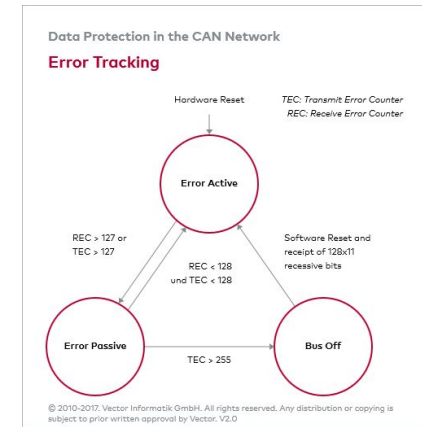 Data Protection in the CAN Network
Error Tracking
Hardware Reset
TEC: Transmit Error Counter
REC: Receive Error Counter
Error Active
REC > 127 or
TEC > 127
REC < 128
und TEC < 128
Software Reset and
receipt of 128x11
recessive bits
Error Passive
TEC > 255
Bus Off
© 2010-2017. Vector Informatik GmbH. All rights reserved. Any distribution or copying is
subject to prior written approval by Vector. V2.0